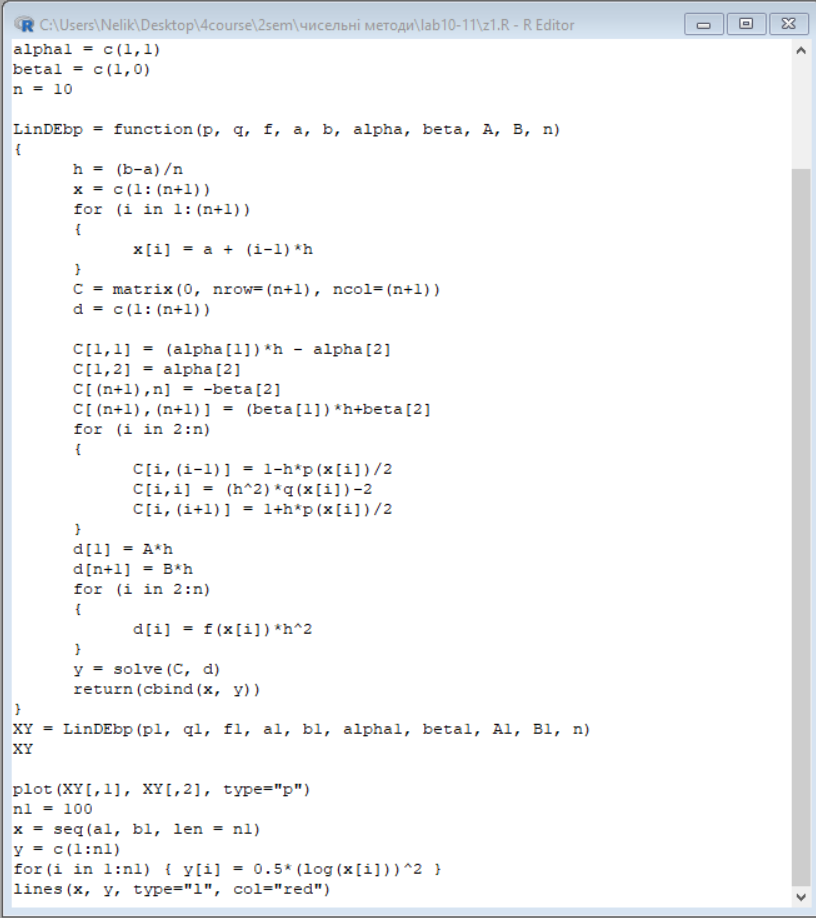 C:\Users\Nelik\Desktop\4course\2sem\чисельні методи\lab10-11\z1.R - R Editor
alpha1 = c(1,1)
beta1 = c(1,0)
n = 10
LinDEbp = function(p, q, f, a, b, alpha, beta, A, B, n)
{
h = (b-a)/n
x = c(1:(n+1))
for (i in 1:(n+1))
{
x[i] = a + (i-1)*h
}
C = matrix(0, nrow=(n+1), ncol=(n+1))
d = c(1:(n+1))
C[1,1] = (alpha[1])*h - alpha[2]
C[1,2] = alpha[2]
C[(n+1),n] = -beta[2]
C[(n+1),(n+1)] = (beta[1])*h+beta[2]
for (i in 2:n)
{
C[i,(i-1)] = 1-h*p(x[i])/2
C[i,i] = (h^2)*q(x[i])-2
C[i,(i+1)] = 1+h*p(x[i])/2
}
d[1] = A*h
d[n+1] = B*h
for (i in 2:n)
{
d[i] = f(x[i])*h^2
}
y = solve(C, d)
return(cbind(x, y))
}
XY = LinDEbp(p1, q1, f1, a1, b1, alpha1, beta1, A1, B1, n)
XY
plot(XY[,1], XY[,2], type="p")
n1 = 100
x = seq(a1, b1, len = n1)
y = c(1:n1)
for(i in 1:n1) { y[i] = 0.5*(log(x[i]))^2 }
lines(x, y, type="l", col="red")